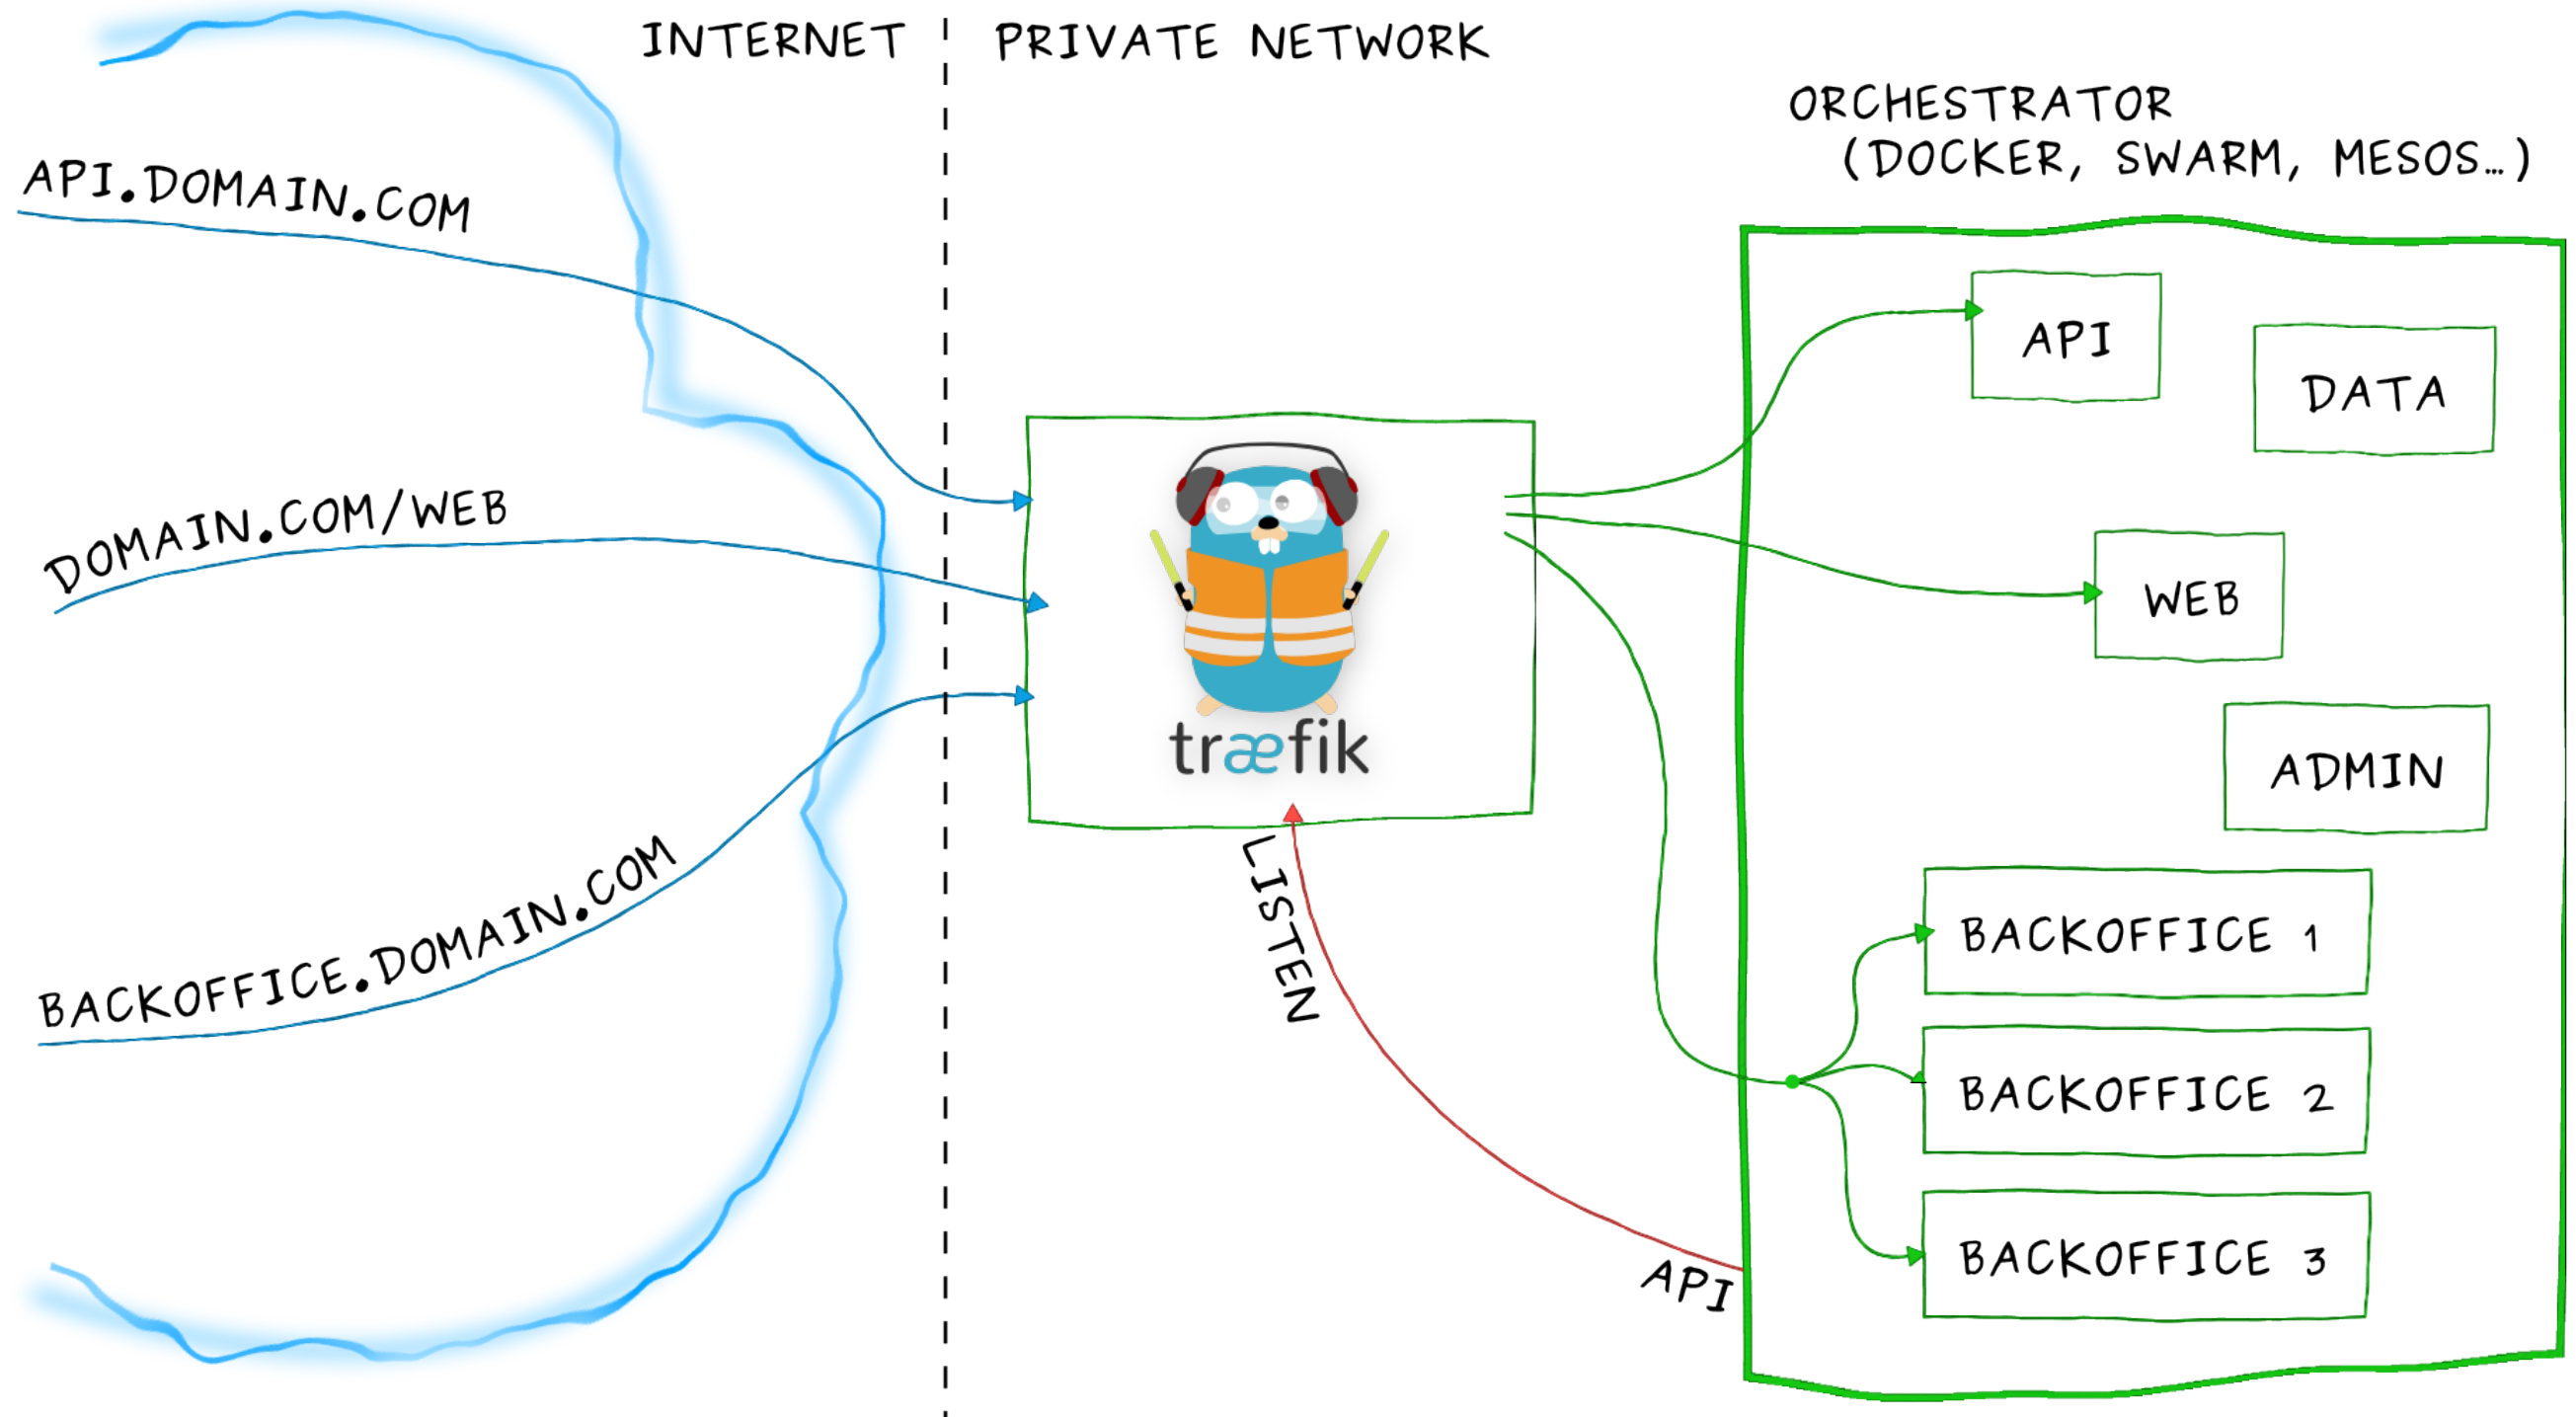 INTERNET
PRIVATE NETWORK
ORCHESTRATOR
(DOCKER, SWARM, MESOS...)
API.DOMAIN.COM
DOMAIN.COM/WEB
BACKOFFICE.DOMAIN.COM
træfik
LISTEN
API
API
DATA
WEB
ADMIN
BACKOFFICE 1
BACKOFFICE 2
BACKOFFICE 3